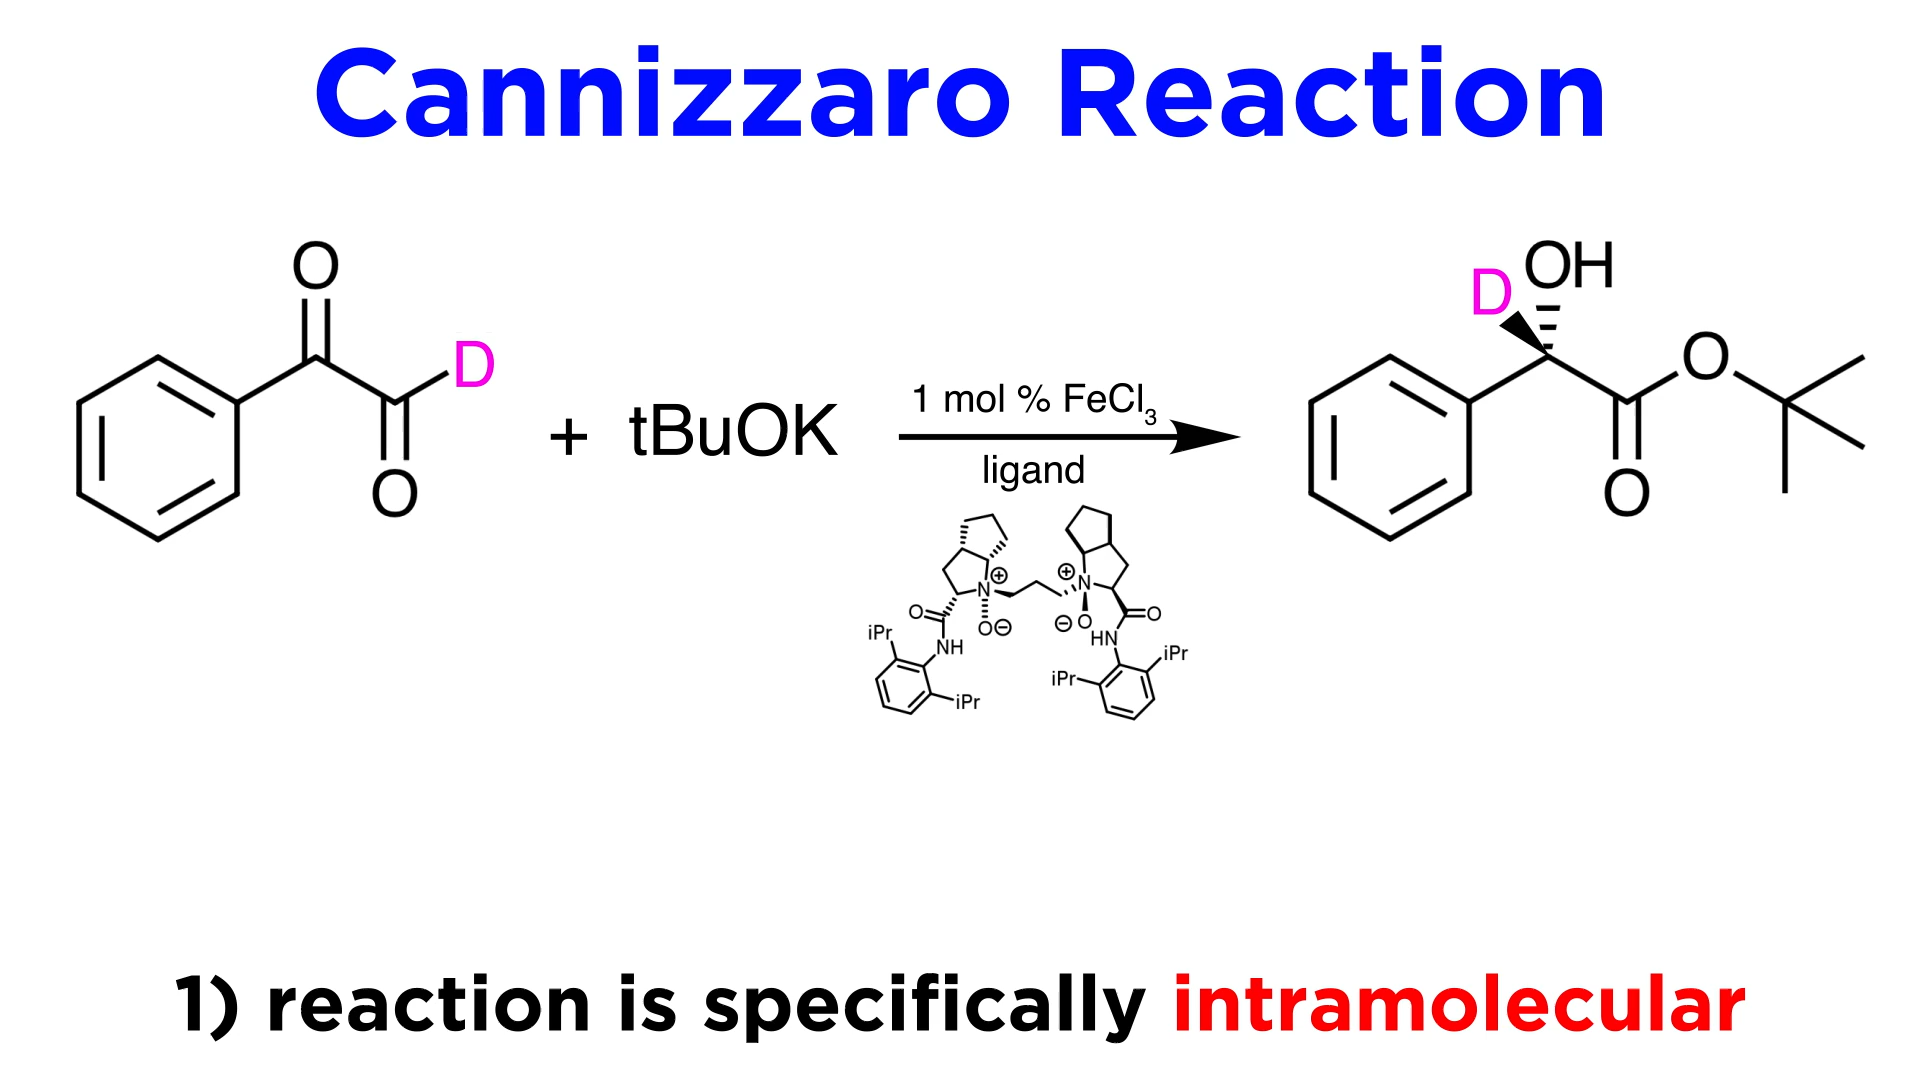 Cannizzaro Reaction
O
D
O
+ tBuOK
1 mol % FeCl₃
ligand
N ⊕
O⊖
O
NH
iPr
iPr
⊕ N
⊖ O
O
HN
iPr
iPr
D OH
O
O
1) reaction is specifically intramolecular